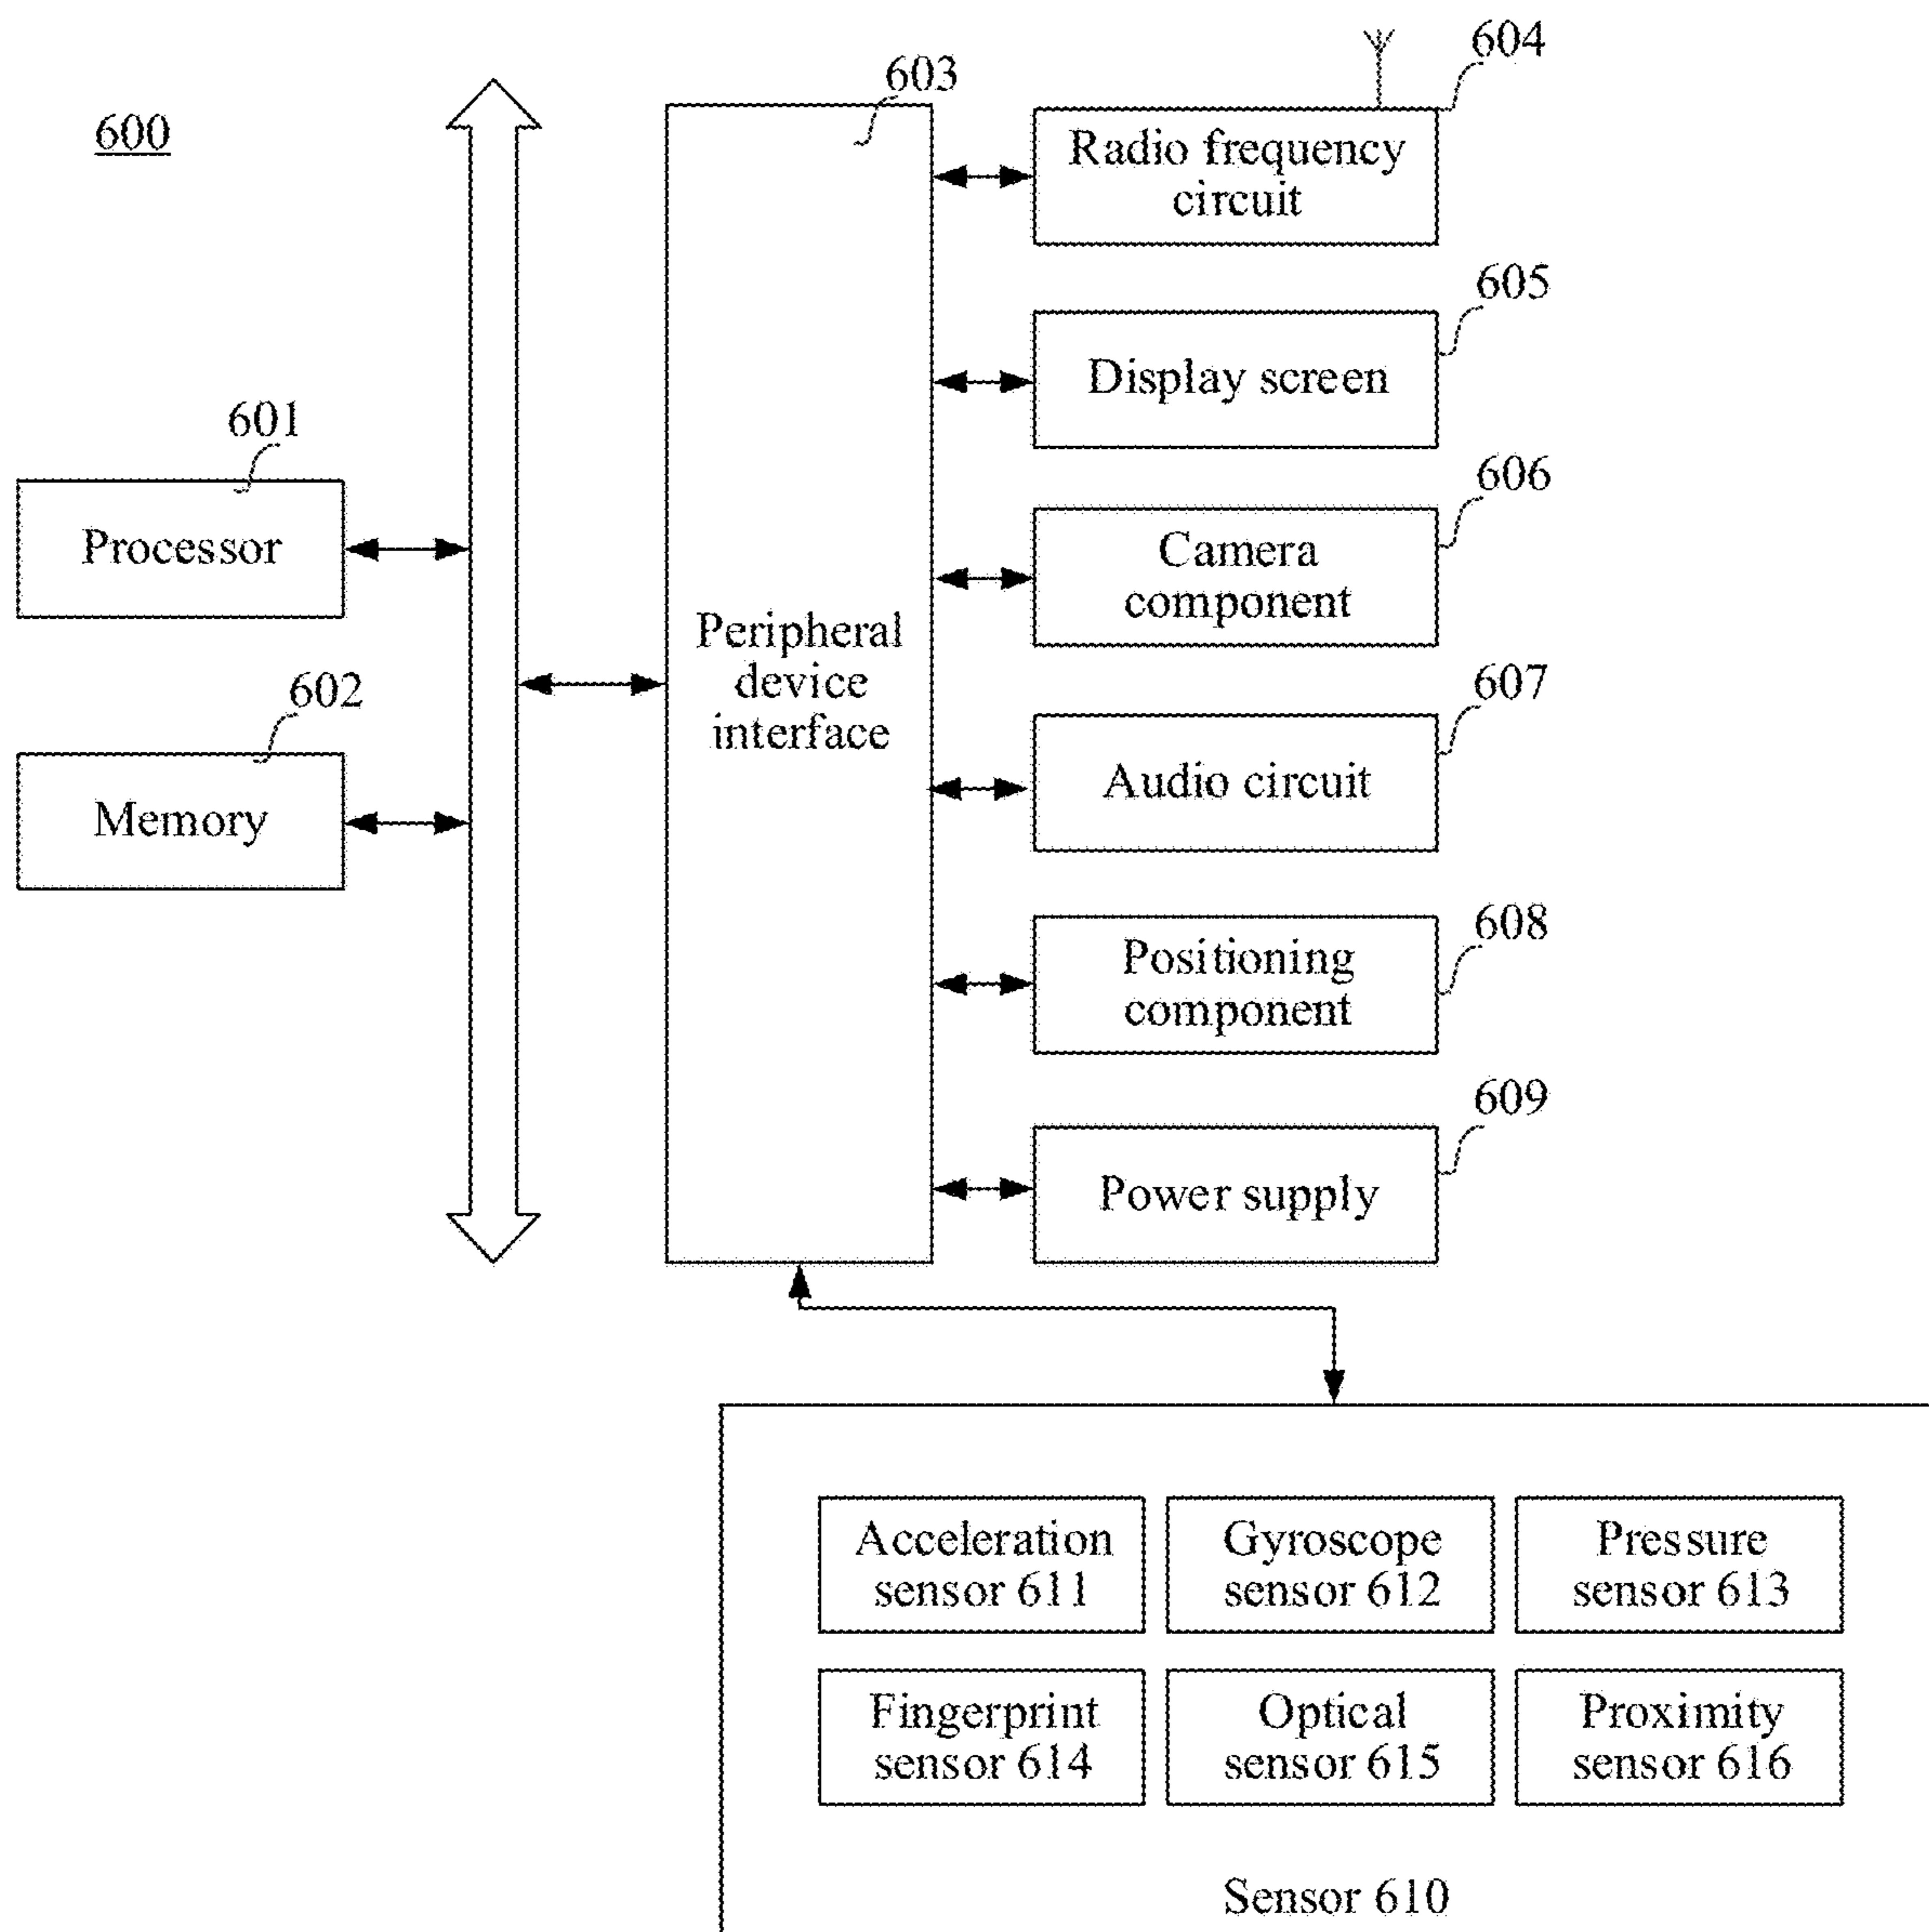 600
603
604
Radio frequency
circuit
605
Display screen
601
Processor
606
Camera
component
Peripheral
device
interface
602
Memory
607
Audio circuit
608
Positioning
component
609
Power supply
Acceleration
sensor 611
Gyroscope
sensor 612
Pressure
sensor 613
Fingerprint
sensor 614
Optical
sensor 615
Proximity
sensor 616
Sensor 610